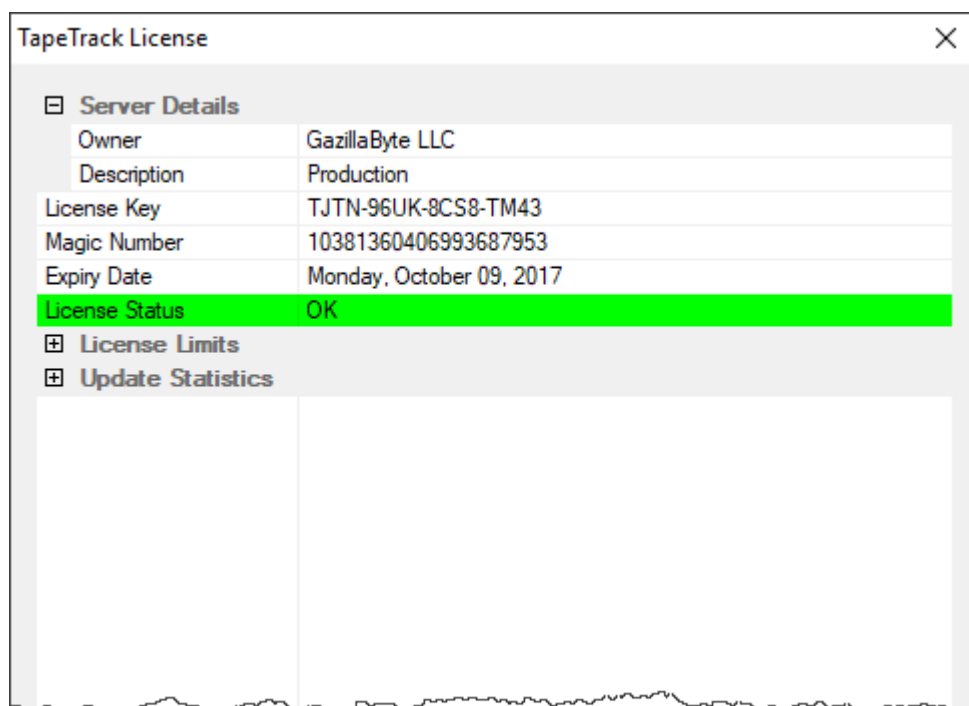 TapeTrack License
Server Details
Owner GazillaByte LLC
Description Production
License Key TJTN-96UK-8CS8-TM43
Magic Number 10381360406993687953
Expiry Date Monday, October 09, 2017
License Status OK
License Limits
Update Statistics